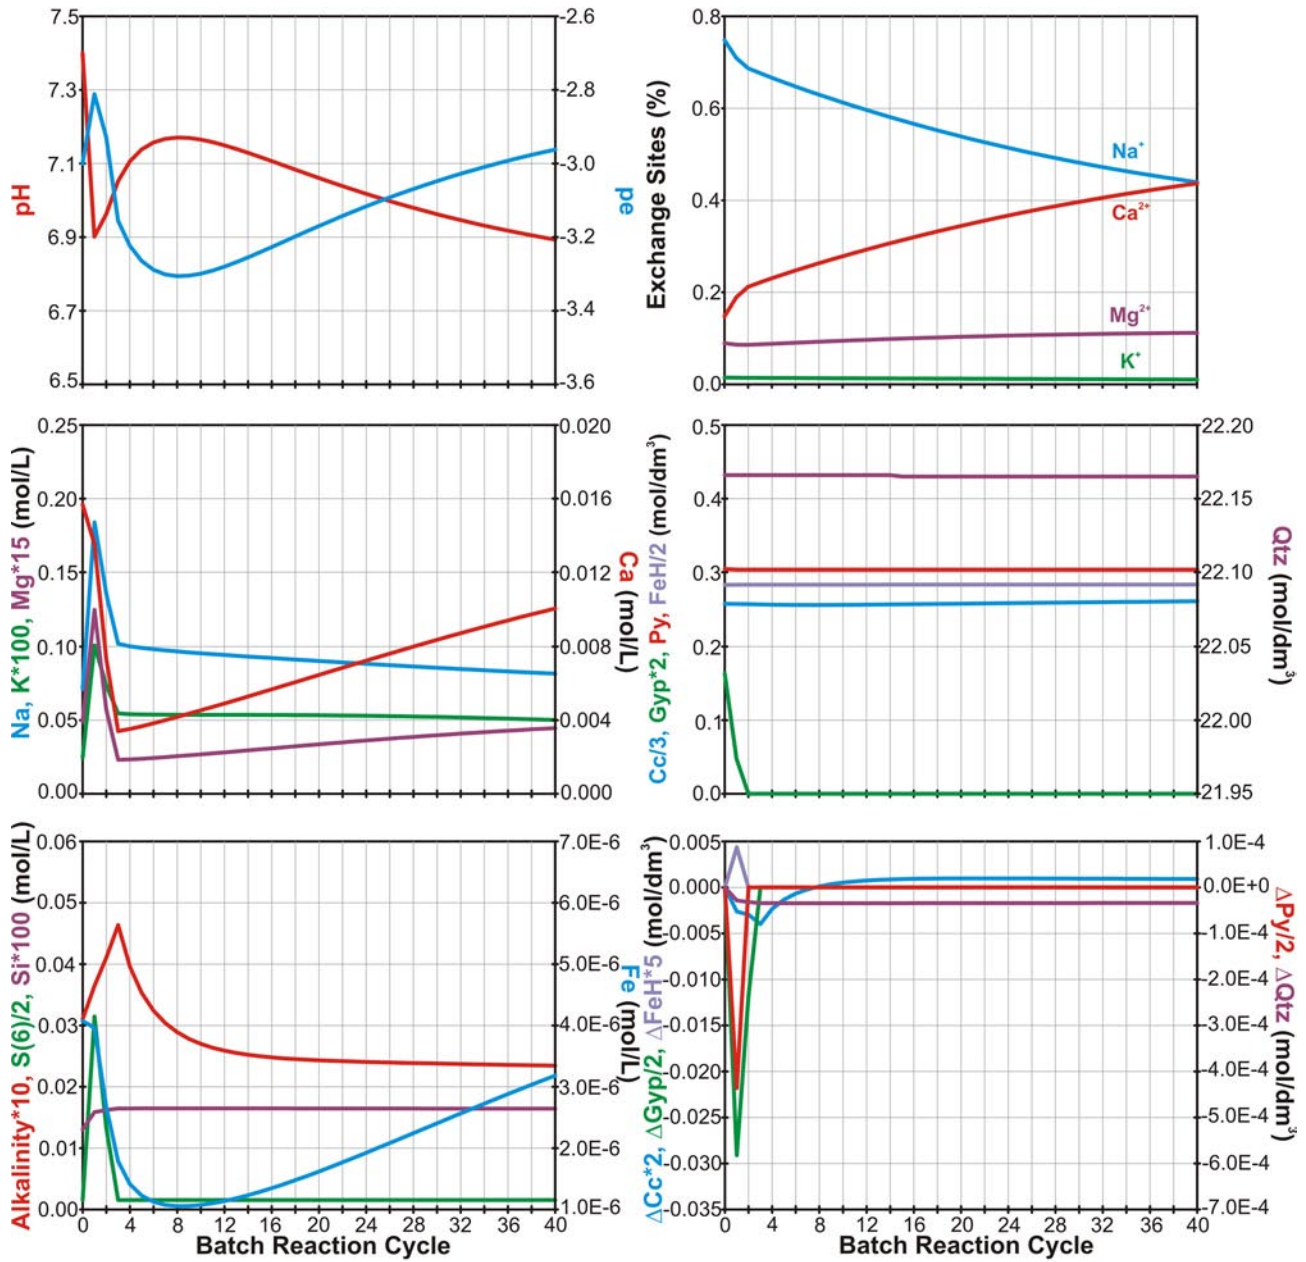 7.5
7.3
7.1
6.9
6.7
6.5
pH
-2.6
-2.8
-3.0
-3.2
-3.4
-3.6
pe
0.8
0.6
0.4
0.2
0.0
Exchange Sites (%)
Na⁺
Ca²⁺
Mg²⁺
K⁺
0.25
0.20
0.15
0.10
0.05
0.00
Na, K*100, Mg*15 (mol/L)
0.020
0.016
0.012
0.008
0.004
0.000
Ca (mol/L)
0.5
0.4
0.3
0.2
0.1
0.0
Cc/3, Gyp*2, Py, FeH/2 (mol/dm³)
22.20
22.15
22.10
22.05
22.00
21.95
Qtz (mol/dm³)
0.06
0.05
0.04
0.03
0.02
0.01
0.00
Alkalinity*10, S(6)/2, Si*100 (mol/L)
7.0E-6
6.0E-6
5.0E-6
4.0E-6
3.0E-6
2.0E-6
1.0E-6
Fe (mol/L)
0 4 8 12 16 20 24 28 32 36 40
Batch Reaction Cycle
0.005
0.000
-0.005
-0.010
-0.015
-0.020
-0.025
-0.030
-0.035
ΔCc*2, ΔGyp/2, ΔFeH*5 (mol/dm³)
1.0E-4
0.0E+0
-1.0E-4
-2.0E-4
-3.0E-4
-4.0E-4
-5.0E-4
-6.0E-4
-7.0E-4
ΔPy/2, ΔQtz (mol/dm³)
0 4 8 12 16 20 24 28 32 36 40
Batch Reaction Cycle